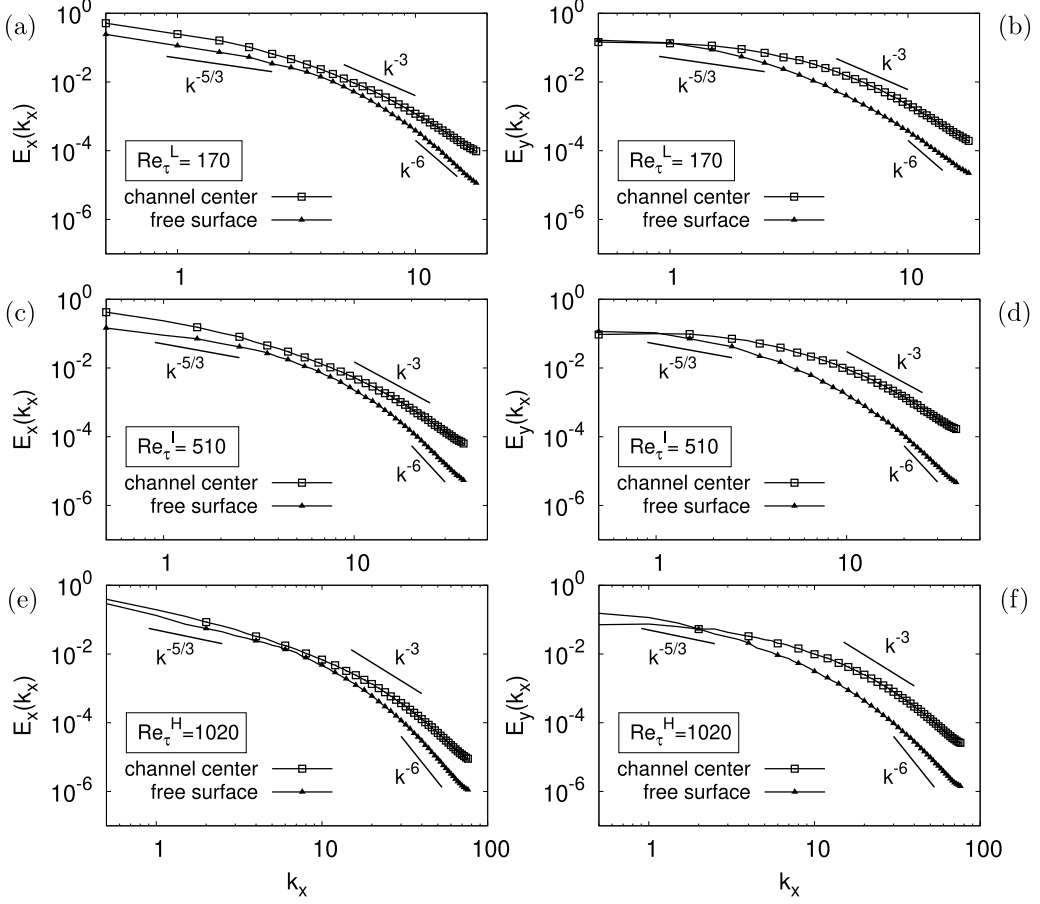 (a)
10^0
10^-2
10^-4
10^-6
E_x(k_x)
k^-5/3
k^-3
k^-6
Re_τ^L = 170
channel center
free surface
1
10
(b)
10^0
10^-2
10^-4
10^-6
E_y(k_x)
k^-5/3
k^-3
k^-6
Re_τ^L = 170
channel center
free surface
1
10
(c)
10^0
10^-2
10^-4
10^-6
E_x(k_x)
k^-5/3
k^-3
k^-6
Re_τ^I = 510
channel center
free surface
1
10
(d)
10^0
10^-2
10^-4
10^-6
E_y(k_x)
k^-5/3
k^-3
k^-6
Re_τ^I = 510
channel center
free surface
1
10
(e)
10^0
10^-2
10^-4
10^-6
E_x(k_x)
k^-5/3
k^-3
k^-6
Re_τ^H=1020
channel center
free surface
1
10
100
k_x
(f)
10^0
10^-2
10^-4
10^-6
E_y(k_x)
k^-5/3
k^-3
k^-6
Re_τ^H=1020
channel center
free surface
1
10
100
k_x